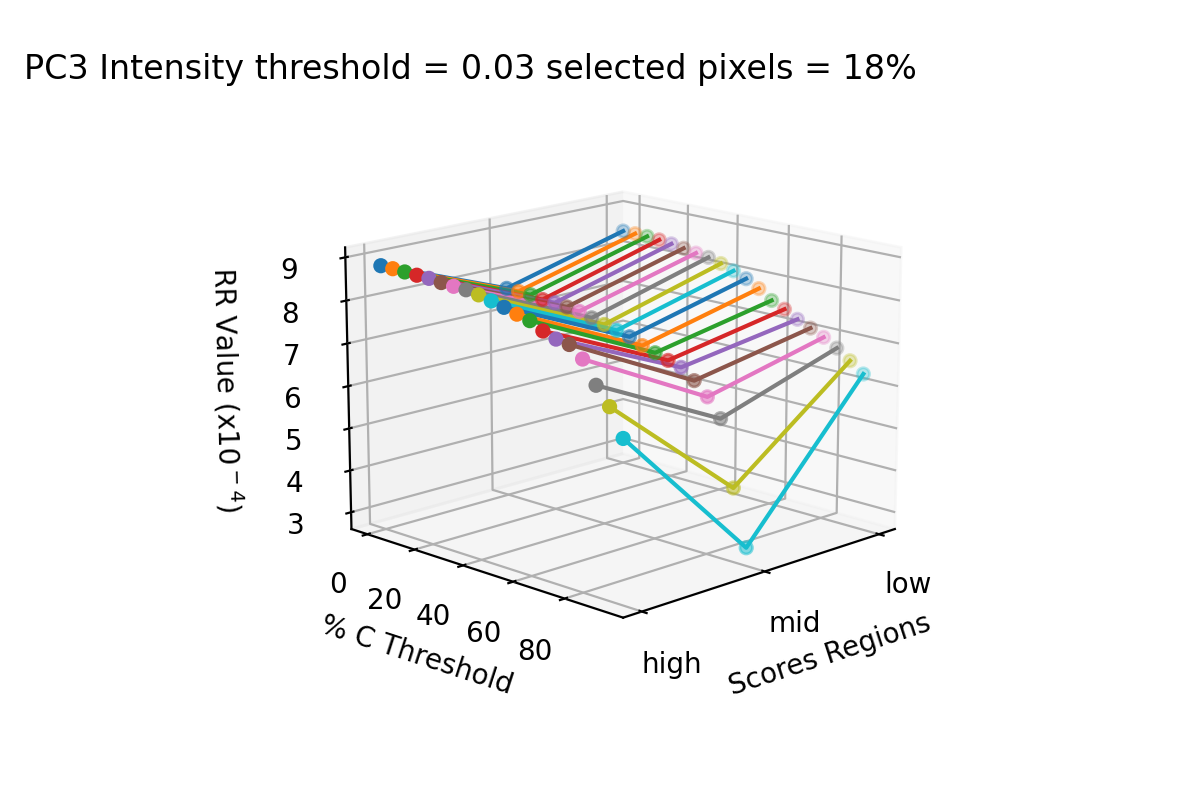 PC3 Intensity threshold = 0.03 selected pixels = 18%
RR Value (x10⁻⁴)
9
8
7
6
5
4
3
0
20
40
60
80
% C Threshold
high
mid
low
Scores Regions